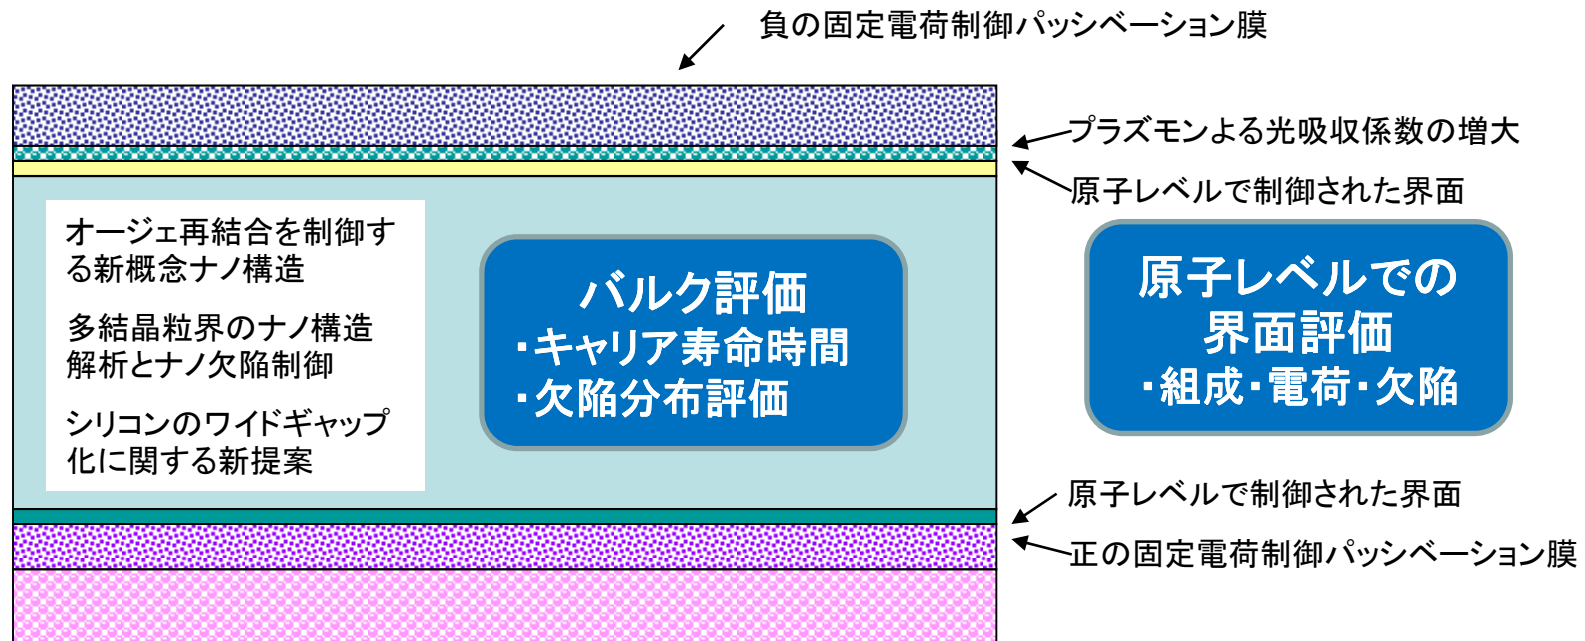 負の固定電荷制御パッシベーション膜
プラズモンよる光吸収係数の増大
原子レベルで制御された界面
オージェ再結合を制御す
る新概念ナノ構造
多結晶粒界のナノ構造
解析とナノ欠陥制御
シリコンのワイドギャップ
化に関する新提案
バルク評価
・キャリア寿命時間
・欠陥分布評価
原子レベルでの
界面評価
・組成・電荷・欠陥
原子レベルで制御された界面
正の固定電荷制御パッシベーション膜